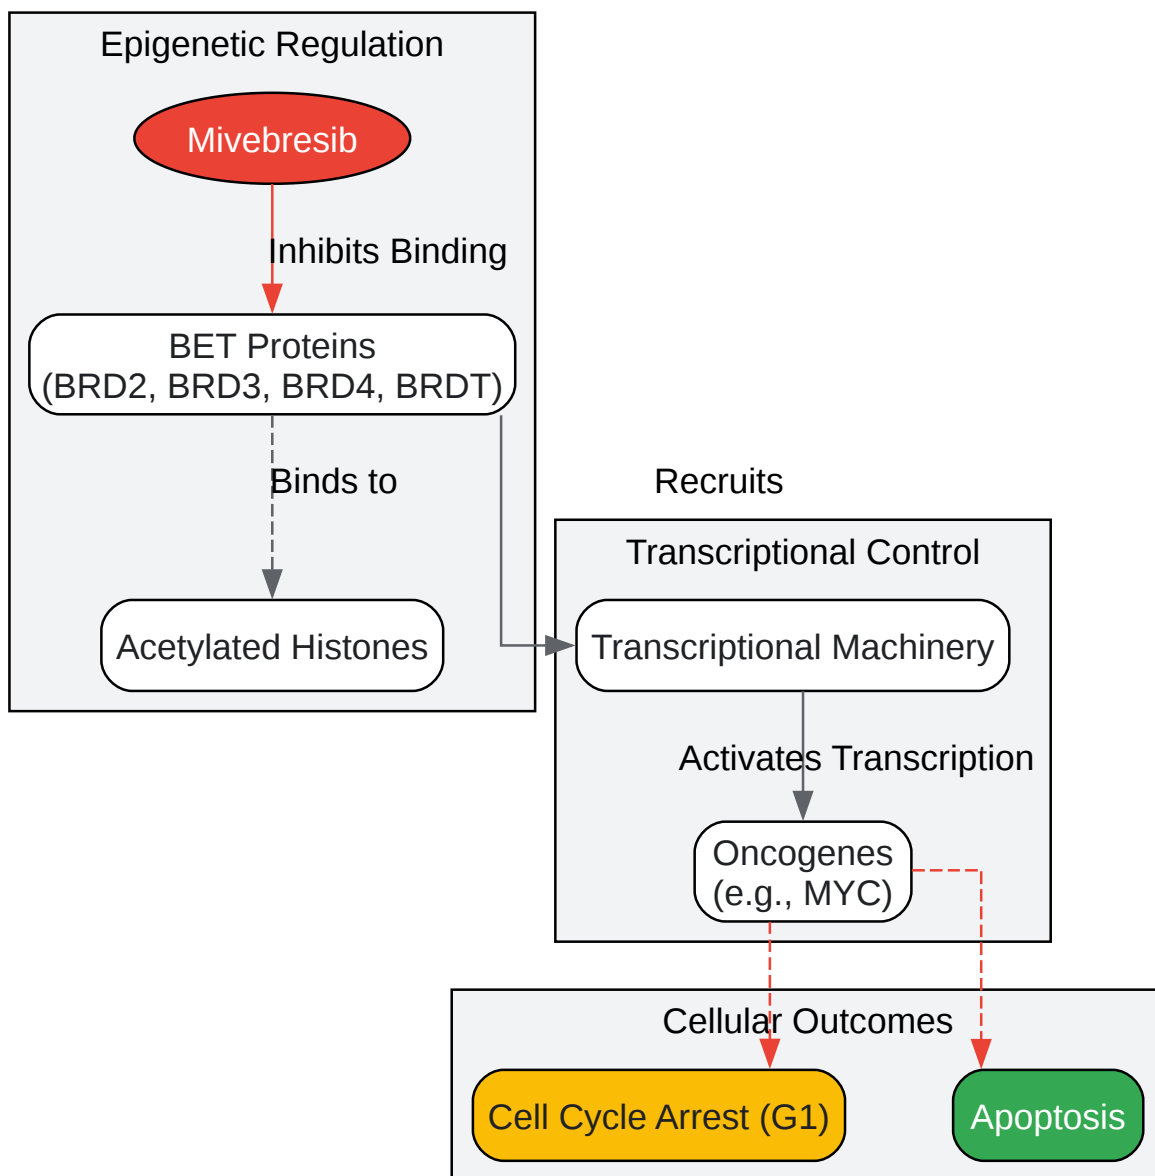 Epigenetic Regulation
Mivebresib
Inhibits Binding
BET Proteins
(BRD2, BRD3, BRD4, BRDT)
Binds to
Recruits
Acetylated Histones
Transcriptional Control
Transcriptional Machinery
Activates Transcription
Oncogenes
(e.g., MYC)
Cellular Outcomes
Cell Cycle Arrest (G1)
Apoptosis